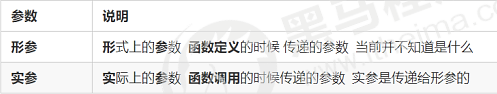 参数 说明
形参 形式上的参数 函数定义的时候 传递的参数 当前并不知道是什么
实参 实际上的参数 函数调用的时候传递的参数 实参是传递给形参的